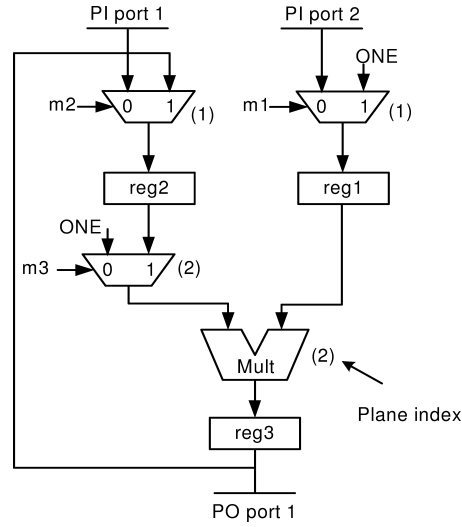 PI port 1 PI port 2
ONE
m2 0 1 (1) m1 0 1 (1)
reg2 reg1
ONE
m3 0 1 (2)
Mult (2)
Plane index
reg3
PO port 1